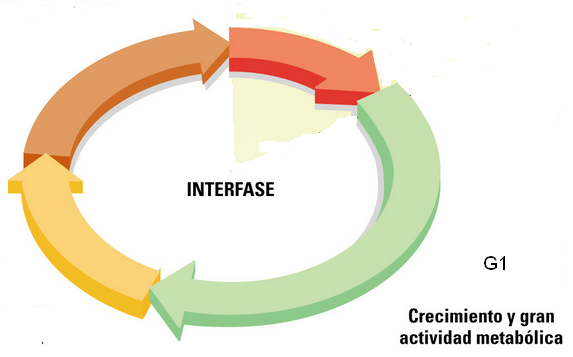 INTERFASE
G1
Crecimiento y gran
actividad metabólica